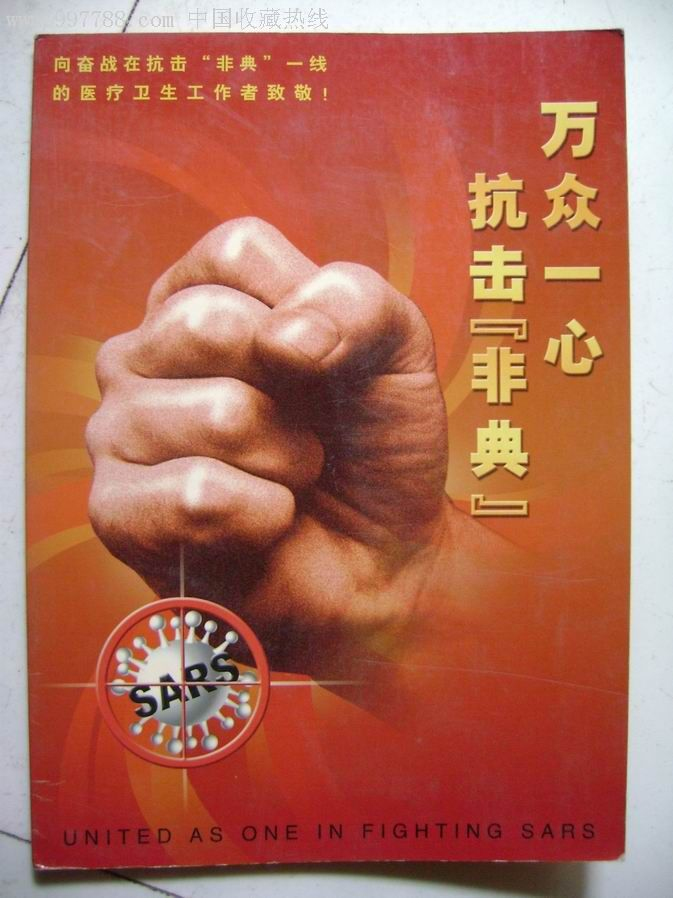 www.997788.com 中国收藏热线
向奋战在抗击“非典”一线
的医疗卫生工作者致敬！
万众一心
抗击『非典』
SARS
UNITED AS ONE IN FIGHTING SARS